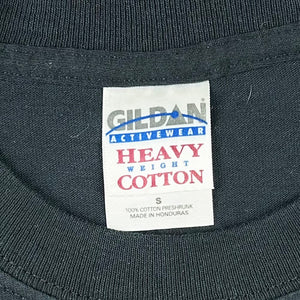 GILDAN
ACTIVEWEAR
HEAVY
WEIGHT
COTTON
S
100% COTTON PRESHRUNK
MADE IN HONDURAS